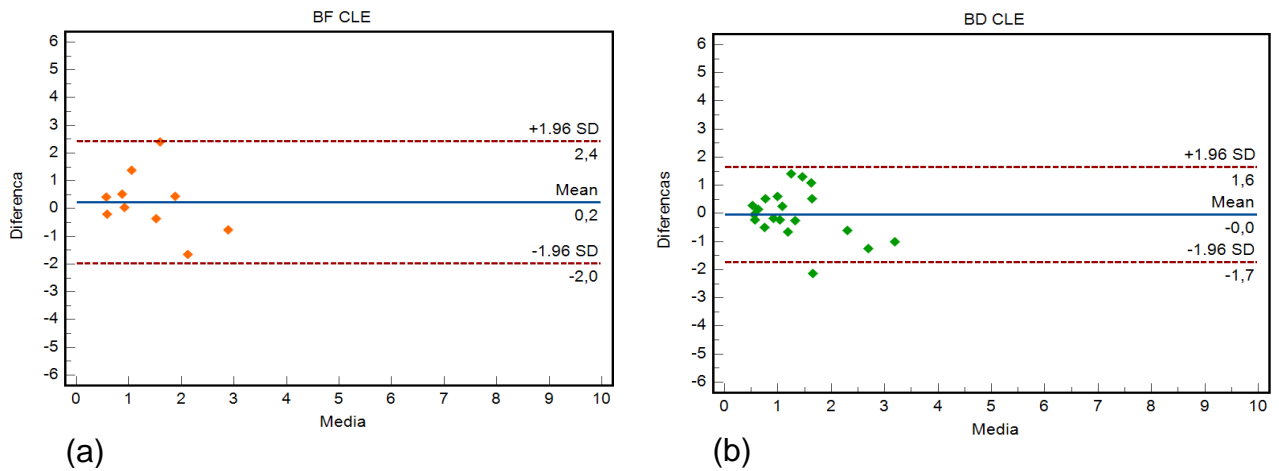 BF CLE
6
5
4
3
2
1
0
-1
-2
-3
-4
-5
-6
Diferenca
+1.96 SD
2,4
Mean
0,2
-1.96 SD
-2,0
0 1 2 3 4 5 6 7 8 9 10
Media
(a)
BD CLE
6
5
4
3
2
1
0
-1
-2
-3
-4
-5
-6
Diferencas
+1.96 SD
1,6
Mean
-0,0
-1.96 SD
-1,7
0 1 2 3 4 5 6 7 8 9 10
Media
(b)